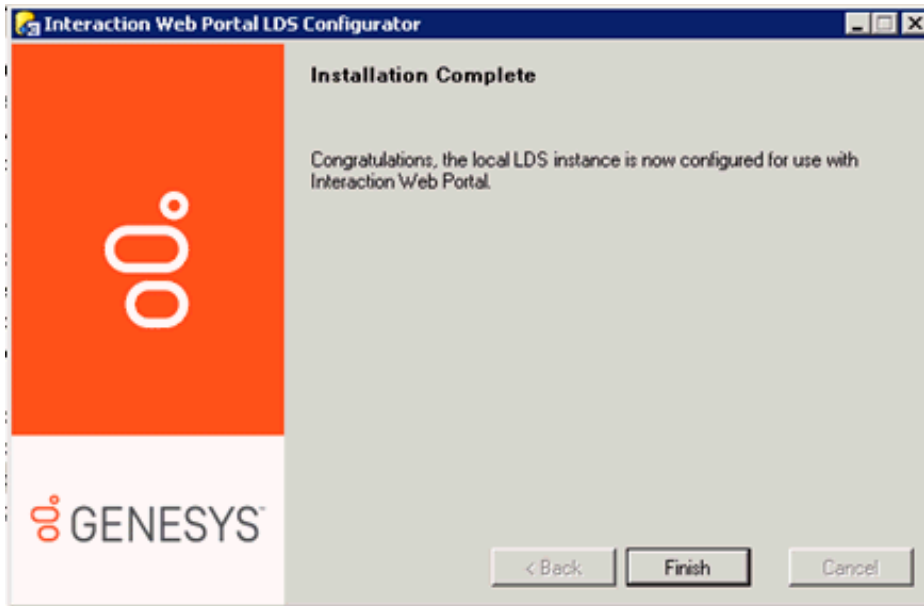 Interaction Web Portal LDS Configurator
Installation Complete
Congratulations, the local LDS instance is now configured for use with
Interaction Web Portal.
GENESYS™
< Back
Finish
Cancel